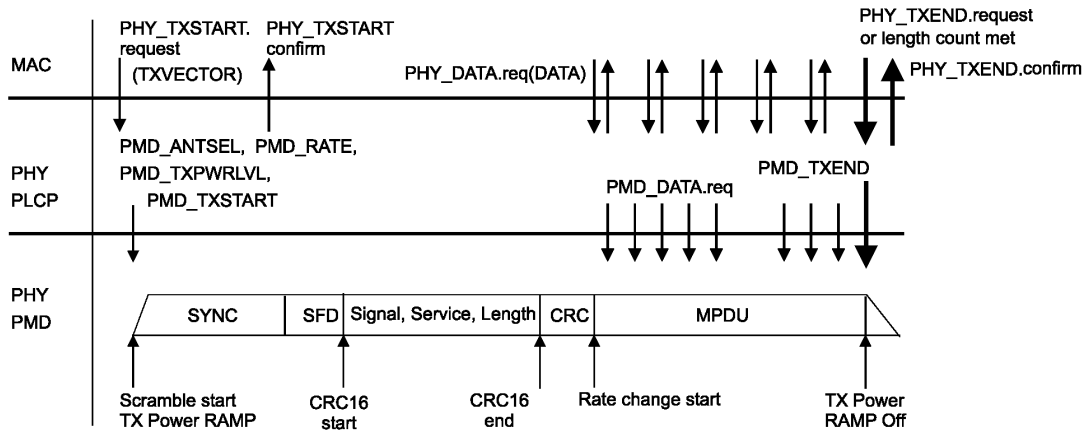 PHY_TXSTART.
request
(TXVECTOR)
PHY_TXSTART
confirm
PHY_TXEND.request
or length count met
MAC
PHY_DATA.req(DATA)
PHY_TXEND.confirm
PMD_ANTSEL, PMD_RATE,
PMD_TXPWRLVL,
PMD_TXSTART
PHY
PLCP
PMD_DATA.req
PMD_TXEND
PHY
PMD
SYNC
SFD
Signal, Service, Length
CRC
MPDU
Scramble start
TX Power RAMP
CRC16
start
CRC16
end
Rate change start
TX Power
RAMP Off